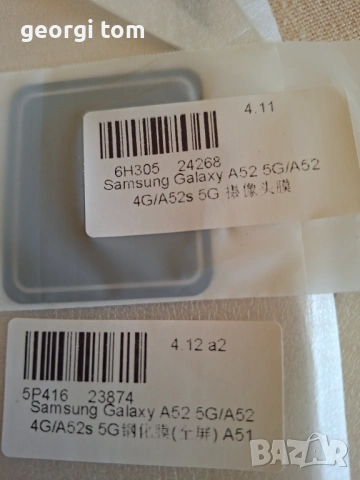 georgi tom
4.11
6H305 24268
Samsung Galaxy A52 5G/A52
4G/A52s 5G 摄像头膜
4.12 a2
5P416 23874
Samsung Galaxy A52 5G/A52
4G/A52s 5G钢化膜(全屏) A51
BAZAR